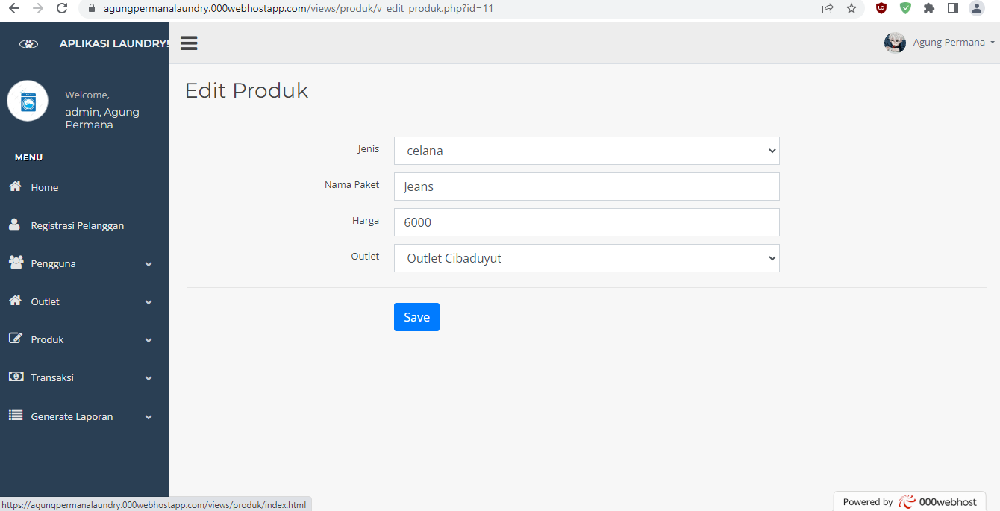 agungpermanalaundry.000webhostapp.com/views/produk/v_edit_produk.php?id=11
APLIKASI LAUNDRY!
Agung Permana
Welcome,
admin, Agung
Permana
MENU
Home
Registrasi Pelanggan
Pengguna
Outlet
Produk
Transaksi
Generate Laporan
Edit Produk
Jenis celana
Nama Paket Jeans
Harga 6000
Outlet Outlet Cibaduyut
Save
https://agungpermanalaundry.000webhostapp.com/views/produk/index.html
Powered by 000webhost